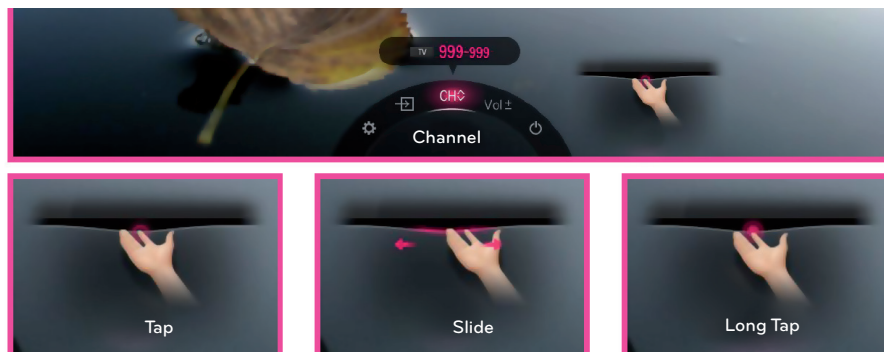 TV 999-999
CH Vol ±
Channel
Tap
Slide
Long Tap